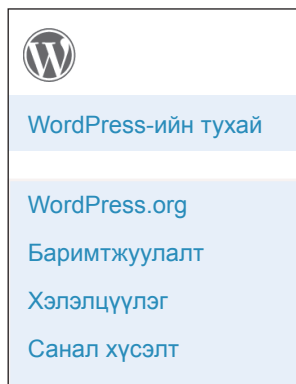 WordPress-ийн тухай
WordPress.org
Баримтжуулалт
Хэлэлцүүлэг
Санал хүсэлт